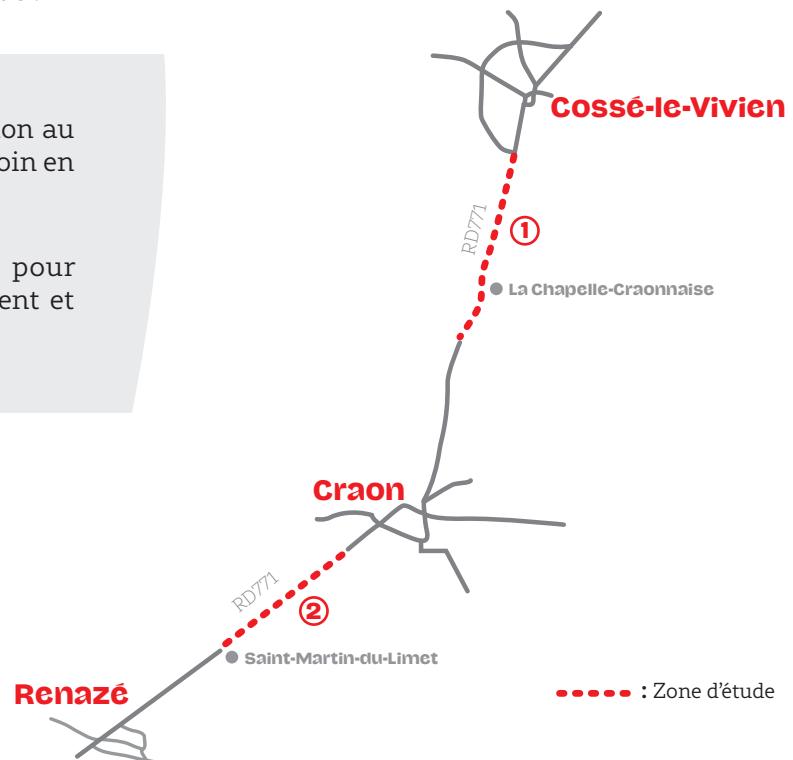 on au
oin en
pour
ent et
Cossé-le-Vivien
RD771
1
La Chapelle-Craonnaise
Craon
RD771
2
Saint-Martin-du-Limet
Renazé
: Zone d'étude